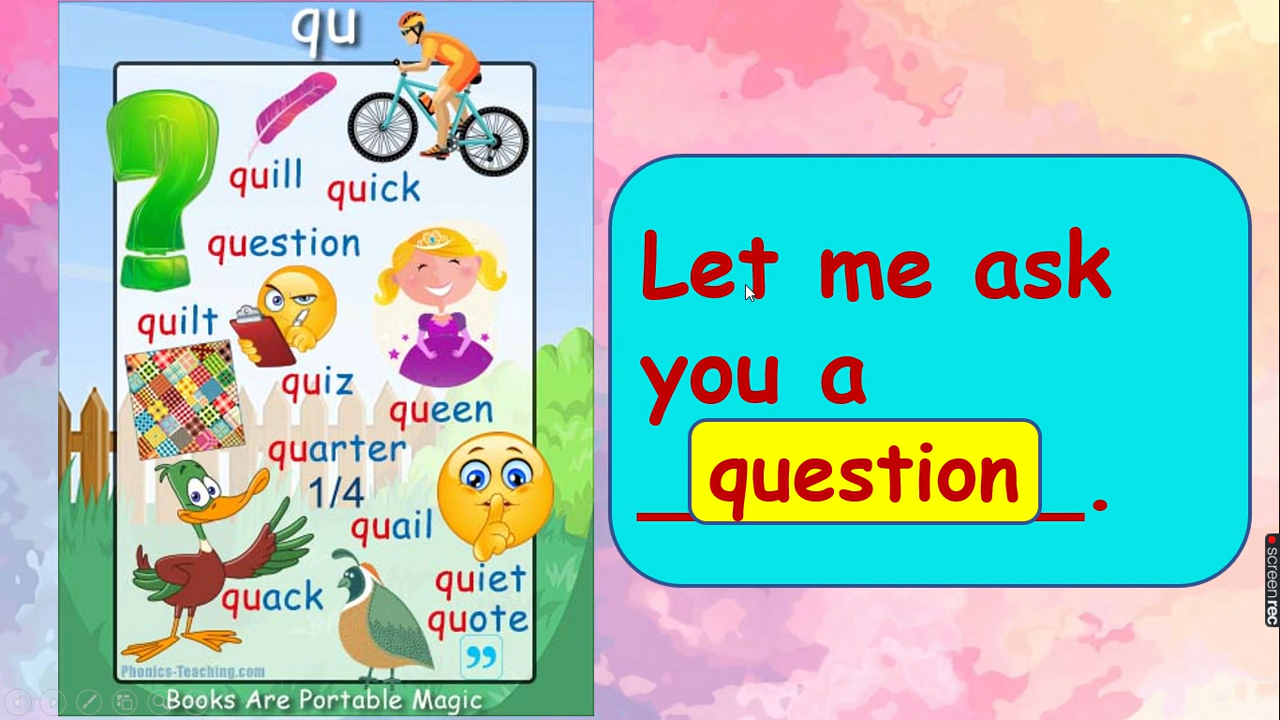 qu
quill
quick
question
quilt
quiz
queen
quarter
1/4
quail
quack
quiet
quote
”
Phonics-Teaching.com
Books Are Portable Magic
Let me ask
you a
question.
screenrec